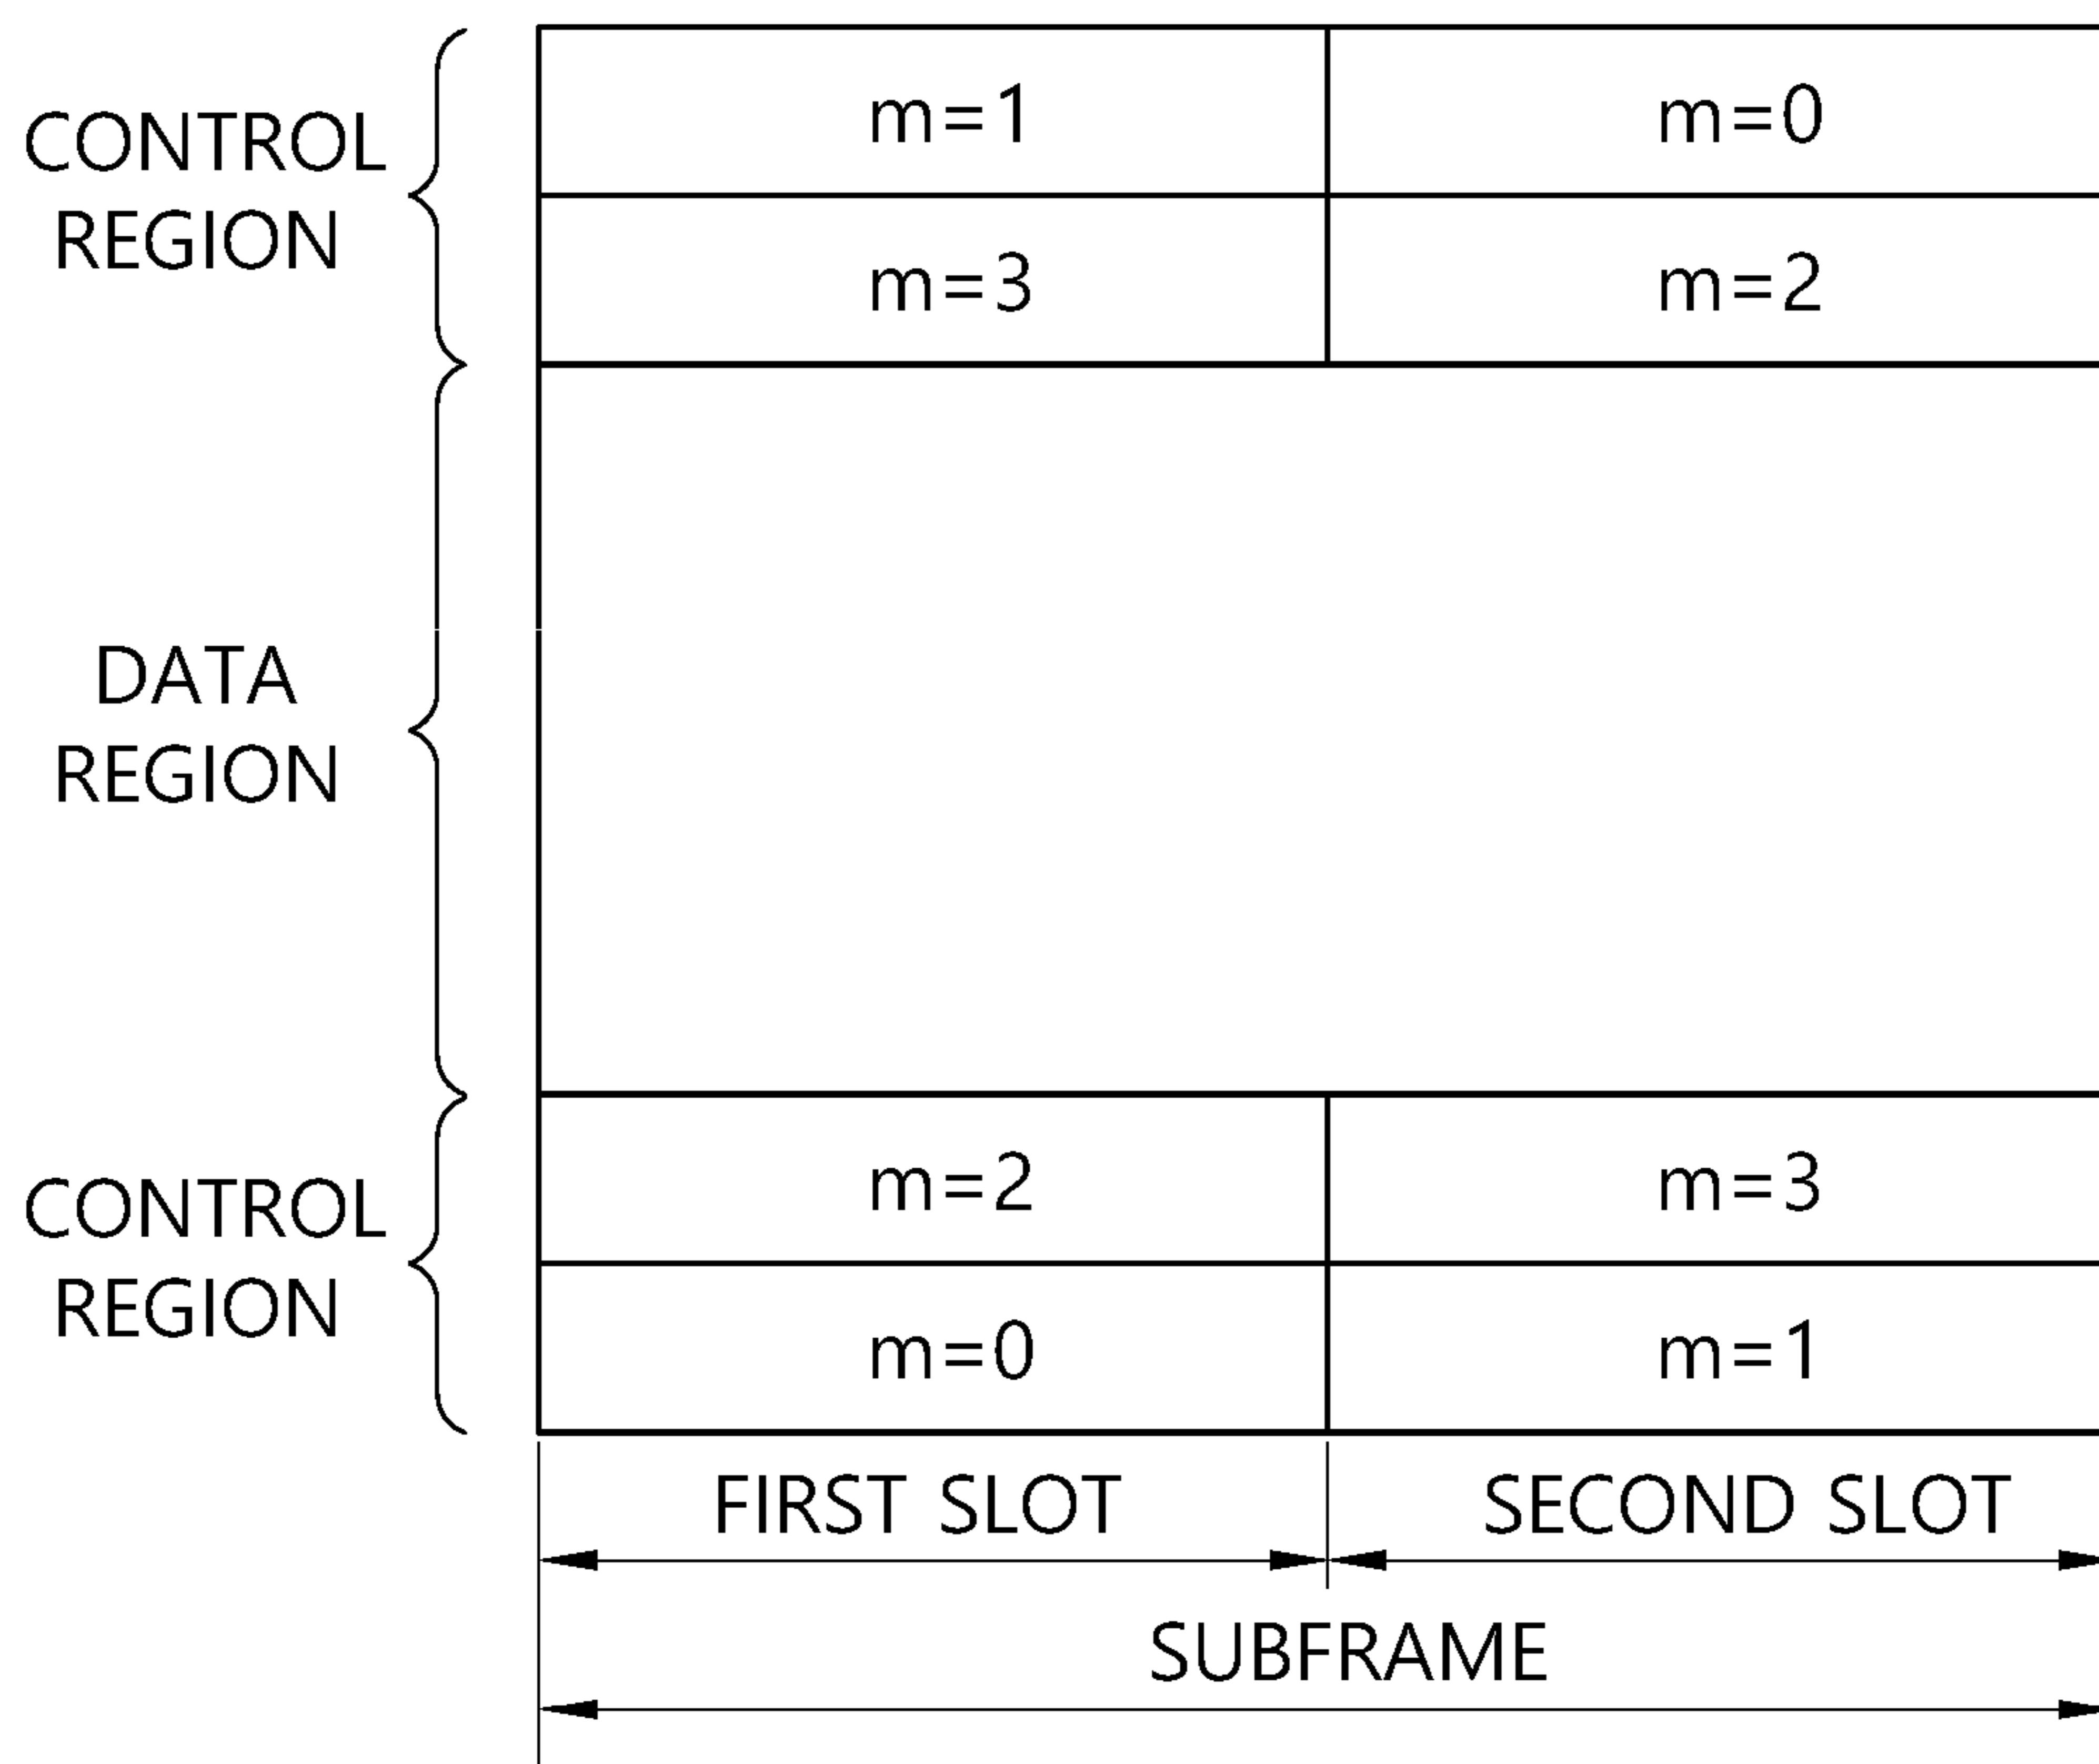 CONTROL
REGION
m=1 m=0
m=3 m=2
DATA
REGION
CONTROL
REGION
m=2 m=3
m=0 m=1
FIRST SLOT SECOND SLOT
SUBFRAME